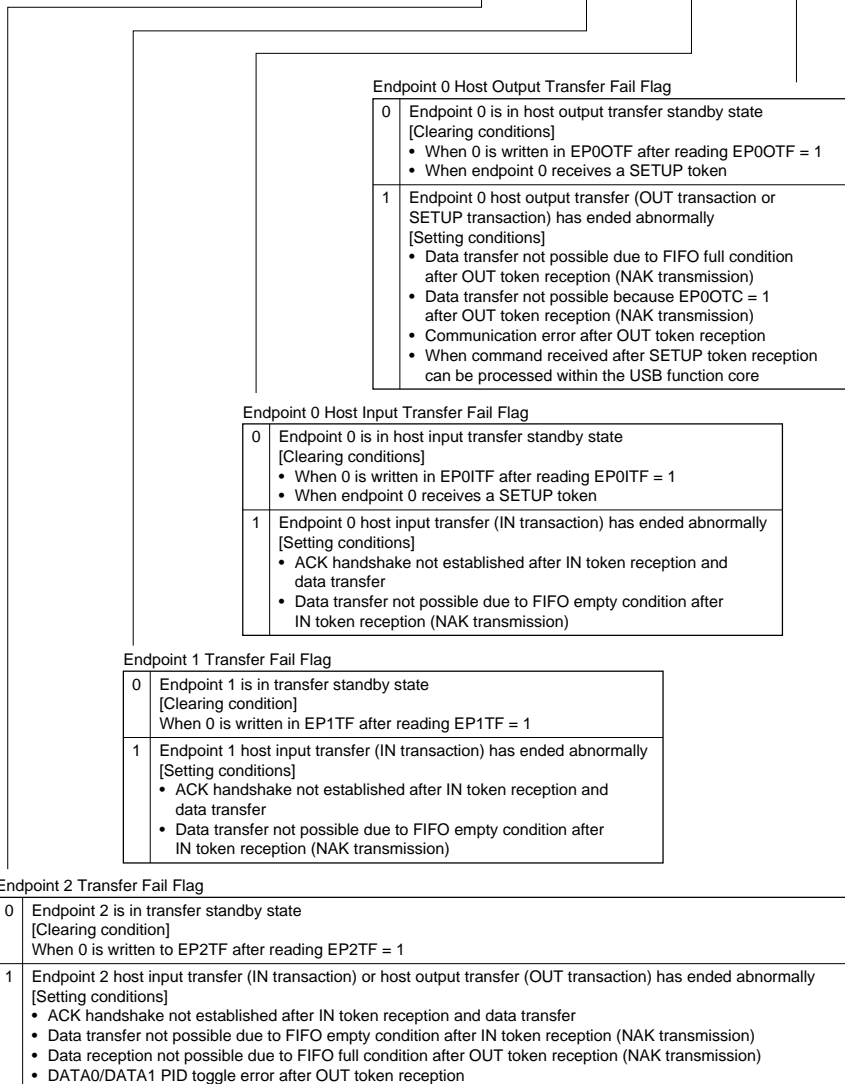 Endpoint 0 Host Output Transfer Fail Flag
0 Endpoint 0 is in host output transfer standby state
[Clearing conditions]
• When 0 is written in EP0OTF after reading EP0OTF = 1
• When endpoint 0 receives a SETUP token
1 Endpoint 0 host output transfer (OUT transaction or
SETUP transaction) has ended abnormally
[Setting conditions]
• Data transfer not possible due to FIFO full condition
after OUT token reception (NAK transmission)
• Data transfer not possible because EP0OTC = 1
after OUT token reception (NAK transmission)
• Communication error after OUT token reception
• When command received after SETUP token reception
can be processed within the USB function core
Endpoint 0 Host Input Transfer Fail Flag
0 Endpoint 0 is in host input transfer standby state
[Clearing conditions]
• When 0 is written in EP0ITF after reading EP0ITF = 1
• When endpoint 0 receives a SETUP token
1 Endpoint 0 host input transfer (IN transaction) has ended abnormally
[Setting conditions]
• ACK handshake not established after IN token reception and
data transfer
• Data transfer not possible due to FIFO empty condition after
IN token reception (NAK transmission)
Endpoint 1 Transfer Fail Flag
0 Endpoint 1 is in transfer standby state
[Clearing condition]
When 0 is written in EP1TF after reading EP1TF = 1
1 Endpoint 1 host input transfer (IN transaction) has ended abnormally
[Setting conditions]
• ACK handshake not established after IN token reception and
data transfer
• Data transfer not possible due to FIFO empty condition after
IN token reception (NAK transmission)
Endpoint 2 Transfer Fail Flag
0 Endpoint 2 is in transfer standby state
[Clearing condition]
When 0 is written to EP2TF after reading EP2TF = 1
1 Endpoint 2 host input transfer (IN transaction) or host output transfer (OUT transaction) has ended abnormally
[Setting conditions]
• ACK handshake not established after IN token reception and data transfer
• Data transfer not possible due to FIFO empty condition after IN token reception (NAK transmission)
• Data reception not possible due to FIFO full condition after OUT token reception (NAK transmission)
• DATA0/DATA1 PID toggle error after OUT token reception